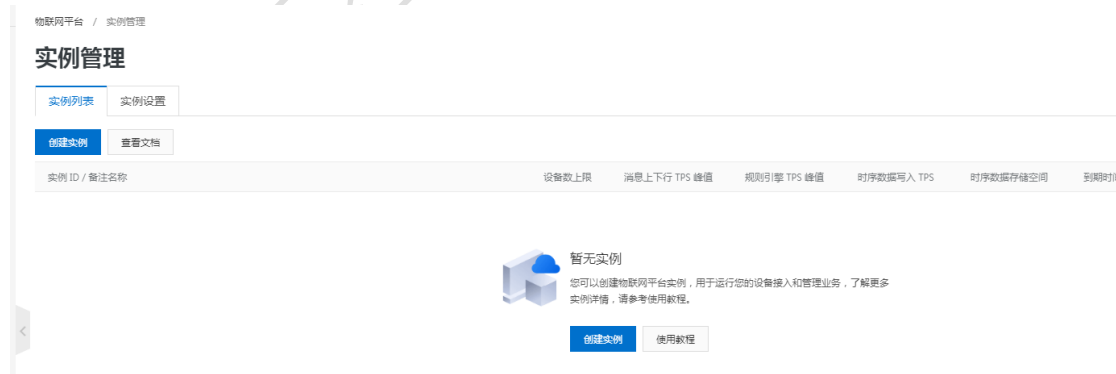 物联网平台 / 实例管理
实例管理
实例列表 实例设置
创建实例 查看文档
实例 ID / 备注名称 设备数上限 消息上下行 TPS 峰值 规则引擎 TPS 峰值 时序数据写入 TPS 时序数据存储空间 到期时间
暂无实例
您可以创建物联网平台实例，用于运行您的设备接入和管理业务，了解更多
实例详情，请参考使用教程。
创建实例 使用教程